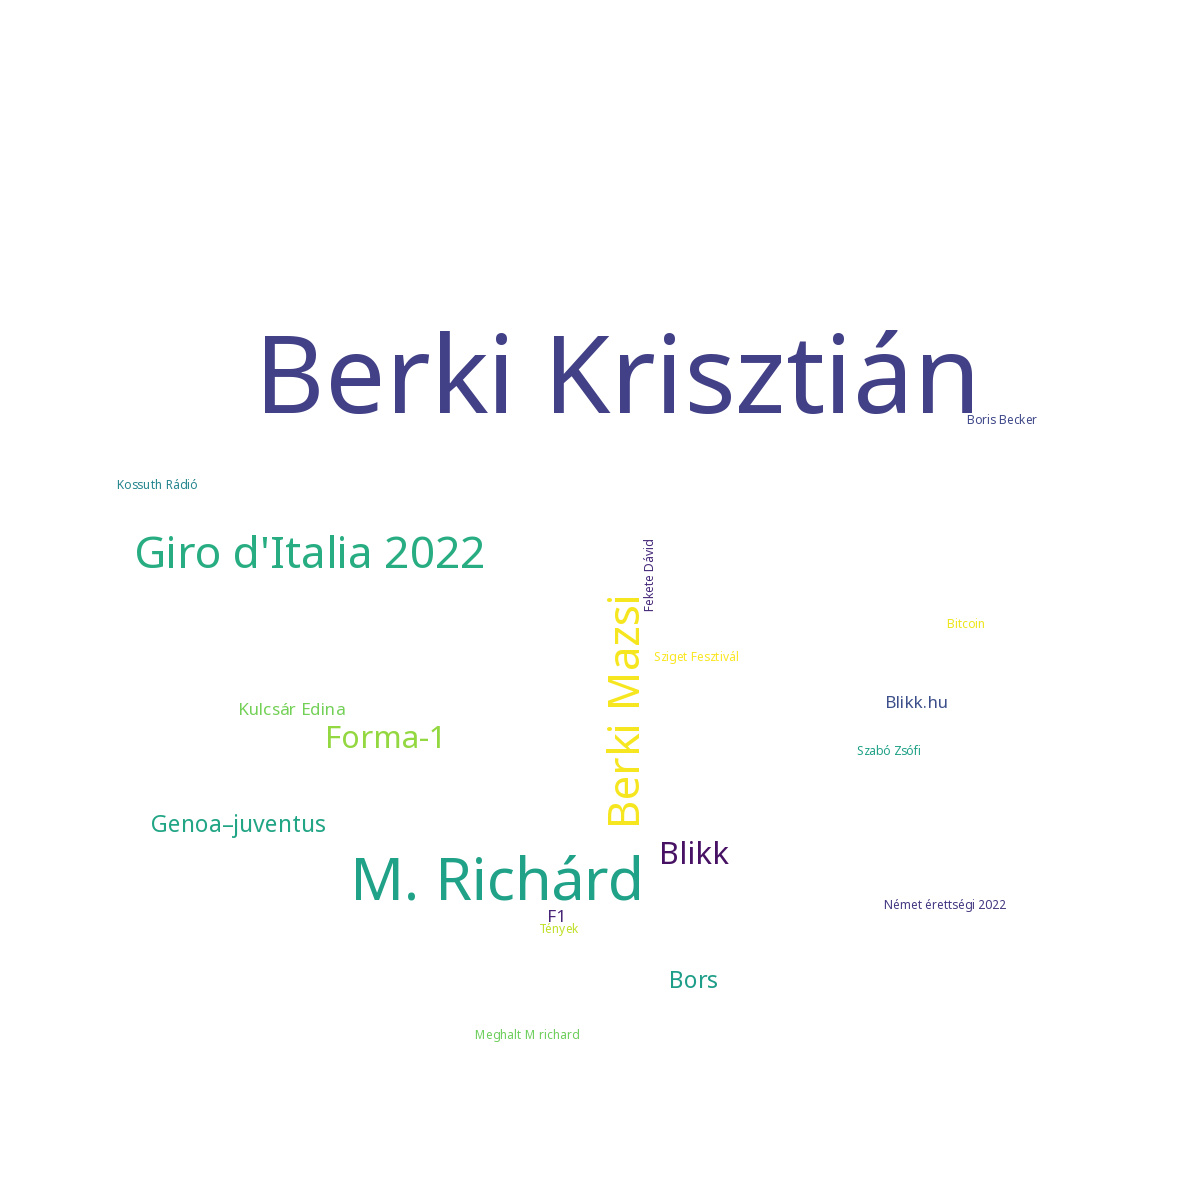 Berki Krisztián
Boris Becker
Kossuth Rádió
Giro d'Italia 2022
Fekete Dávid
Berki Mazsi
Bitcoin
Sziget Fesztivál
Kulcsár Edina
Blikk.hu
Forma-1
Szabó Zsófi
Genoa–juventus
Blikk
M. Richárd
Német érettségi 2022
F1
Tények
Bors
Meghalt M richard